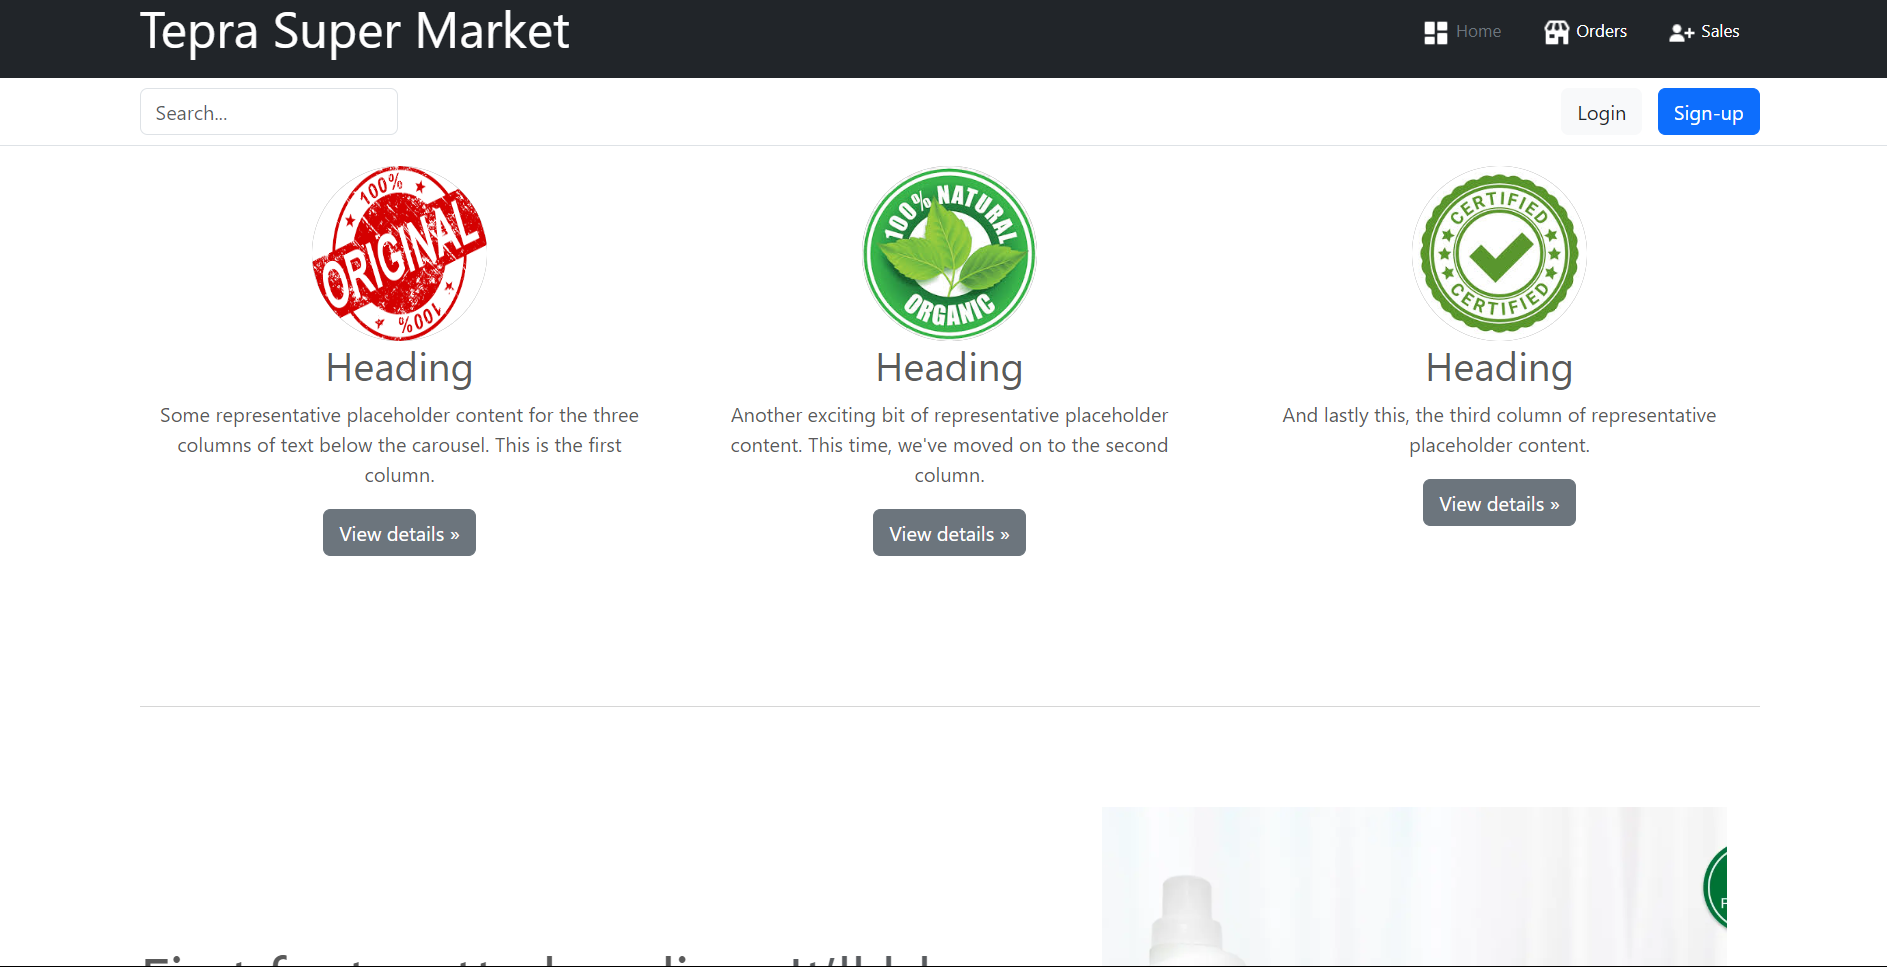 Tepra Super Market
Home
Orders
Sales
Search...
Login
Sign-up
100%
ORIGINAL
100%
100% NATURAL
ORGANIC
CERTIFIED
CERTIFIED
Heading
Heading
Heading
Some representative placeholder content for the three
columns of text below the carousel. This is the first
column.
Another exciting bit of representative placeholder
content. This time, we've moved on to the second
column.
And lastly this, the third column of representative
placeholder content.
View details »
View details »
View details »